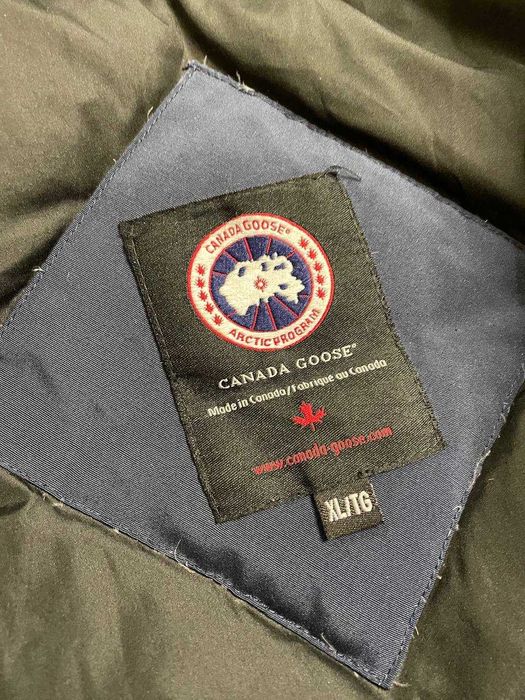 CANADA GOOSE®
ARCTIC PROGRAM
CANADA GOOSE®
Made in Canada/Fabriqué au Canada
www.canada-goose.com
XL/TG